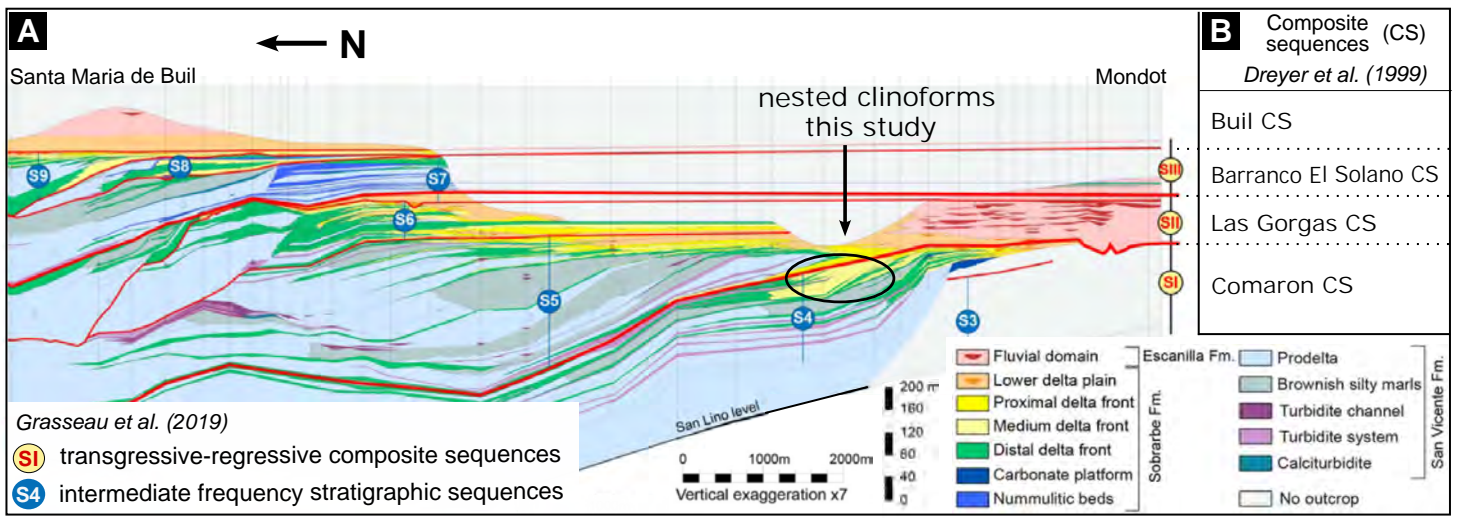 A
N
Santa Maria de Buil
Mondot
nested clinoforms
this study
S9
S8
S7
S6
S5
S4
S3
SIII
SII
SI
San Lino level
B
Composite
sequences (CS)
Dreyer et al. (1999)
Buil CS
Barranco El Solano CS
Las Gorgas CS
Comaron CS
Grasseau et al. (2019)
SI transgressive-regressive composite sequences
S4 intermediate frequency stratigraphic sequences
0 1000m 2000m
Vertical exaggeration x7
200 m
160
120
80
40
0
Fluvial domain
Lower delta plain
Proximal delta front
Medium delta front
Distal delta front
Carbonate platform
Nummulitic beds
Escanilla Fm.
Sobrarbe Fm.
Prodelta
Brownish silty marls
Turbidite channel
Turbidite system
Calciturbidite
No outcrop
San Vicente Fm.